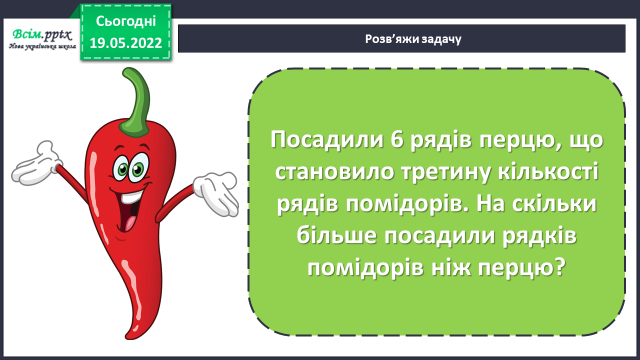 Всім.pptx
Нова українська школа
Сьогодні
19.05.2022
Розв’яжи задачу
Посадили 6 рядів перцю, що
становило третину кількості
рядів помідорів. На скільки
більше посадили рядків
помідорів ніж перцю?